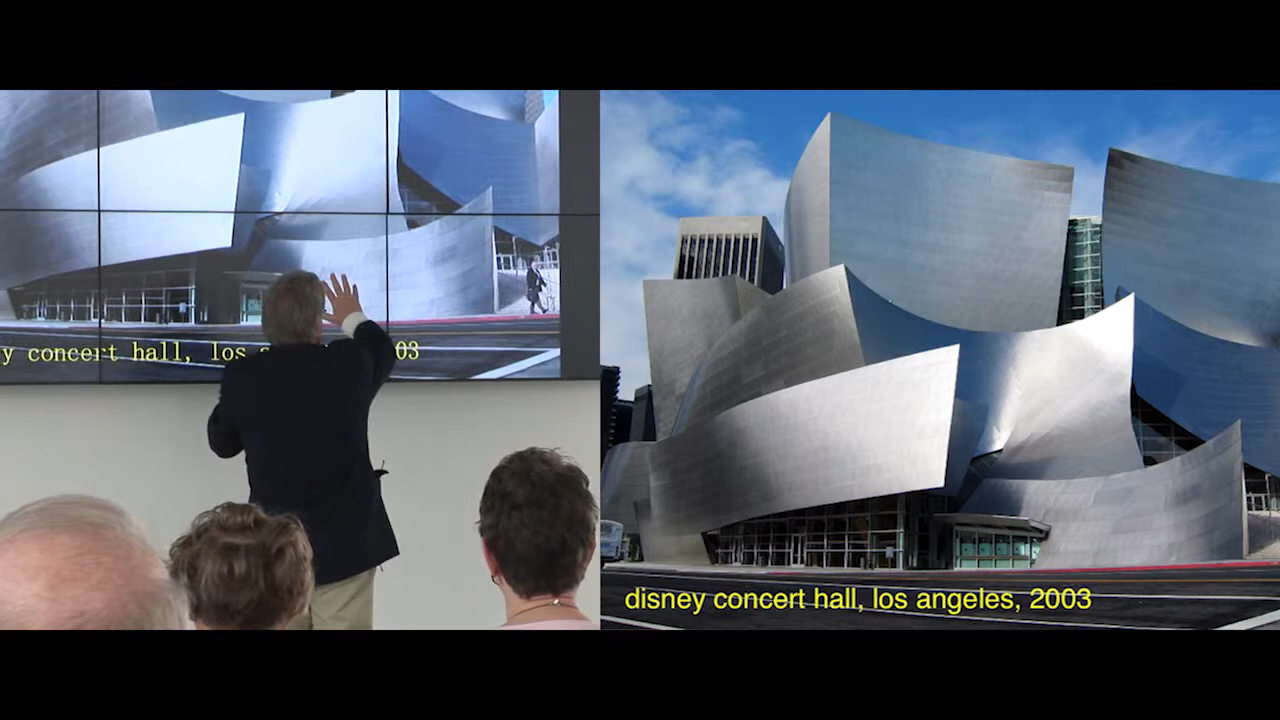 y concert hall, los
03
disney concert hall, los angeles, 2003